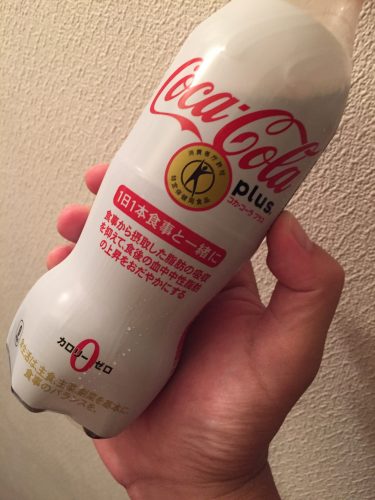 Coca-Cola
plus
コカ·コーラ プラス
消費者庁許可
特定保健用食品
1日1本食事と一緒に
食事から摂取した脂肪の吸収
を抑えて、食後の血中中性脂肪
の上昇をおだやかにする
カロリーゼロ
0
食生活は、主食、主菜、副菜を基本に、
食事のバランスを。